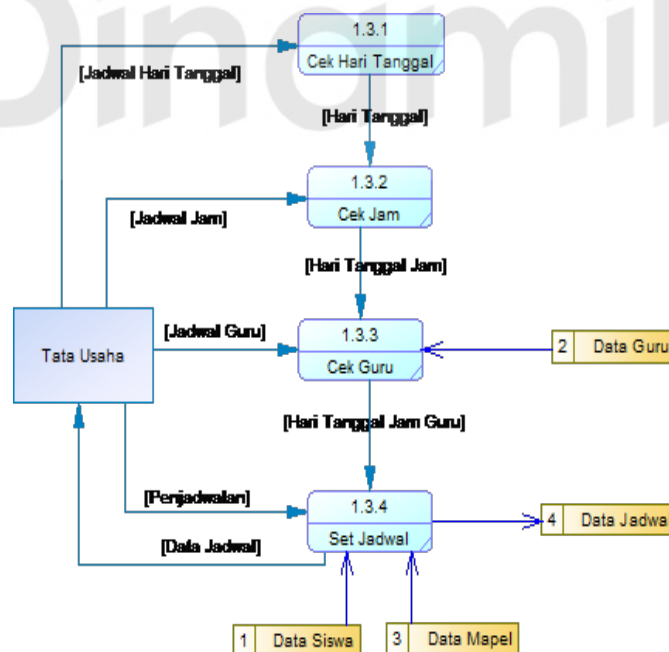 Dinamik
1.3.1
Cek Hari Tanggal
[Jadwal Hari Tanggal]
[Hari Tanggal]
1.3.2
Cek Jam
[Jadwal Jam]
[Hari Tanggal Jam]
Tata Usaha
[Jadwal Guru]
1.3.3
Cek Guru
2 Data Guru
[Hari Tanggal Jam Guru]
[Penjadwalan]
1.3.4
Set Jadwal
4 Data Jadwa
[Data Jadwal]
1 Data Siswa
3 Data Mapel